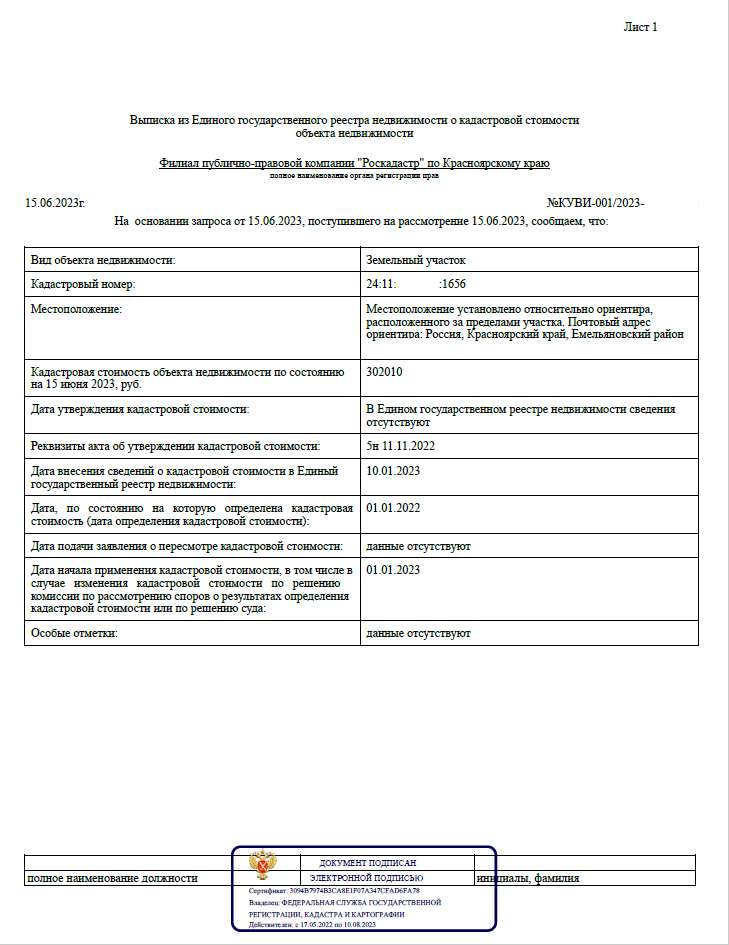 Лист 1
Выписка из Единого государственного реестра недвижимости о кадастровой стоимости
объекта недвижимости
Филиал публично-правовой компании "Роскадастр" по Красноярскому краю
полное наименование органа регистрации прав
15.06.2023г. №КУВИ-001/2023-
На основании запроса от 15.06.2023, поступившего на рассмотрение 15.06.2023, сообщаем, что:
Вид объекта недвижимости: Земельный участок
Кадастровый номер: 24:11: :1656
Местоположение: Местоположение установлено относительно ориентира,
расположенного за пределами участка. Почтовый адрес
ориентира: Россия, Красноярский край, Емельяновский район
Кадастровая стоимость объекта недвижимости по состоянию 302010
на 15 июня 2023, руб.
Дата утверждения кадастровой стоимости: В Едином государственном реестре недвижимости сведения
отсутствуют
Реквизиты акта об утверждении кадастровой стоимости: 5н 11.11.2022
Дата внесения сведений о кадастровой стоимости в Единый 10.01.2023
государственный реестр недвижимости:
Дата, по состоянию на которую определена кадастровая 01.01.2022
стоимость (дата определения кадастровой стоимости):
Дата подачи заявления о пересмотре кадастровой стоимости: данные отсутствуют
Дата начала применения кадастровой стоимости, в том числе в 01.01.2023
случае изменения кадастровой стоимости по решению
комиссии по рассмотрению споров о результатах определения
кадастровой стоимости или по решению суда:
Особые отметки: данные отсутствуют
ДОКУМЕНТ ПОДПИСАН
полное наименование должности ЭЛЕКТРОННОЙ ПОДПИСЬЮ инициалы, фамилия
Сертификат: 3094B7974B3CA8E1F07A347CFAD6FA78
Владелец: ФЕДЕРАЛЬНАЯ СЛУЖБА ГОСУДАРСТВЕННОЙ
РЕГИСТРАЦИИ, КАДАСТРА И КАРТОГРАФИИ
Действителен: с 17.05.2022 по 10.08.2023